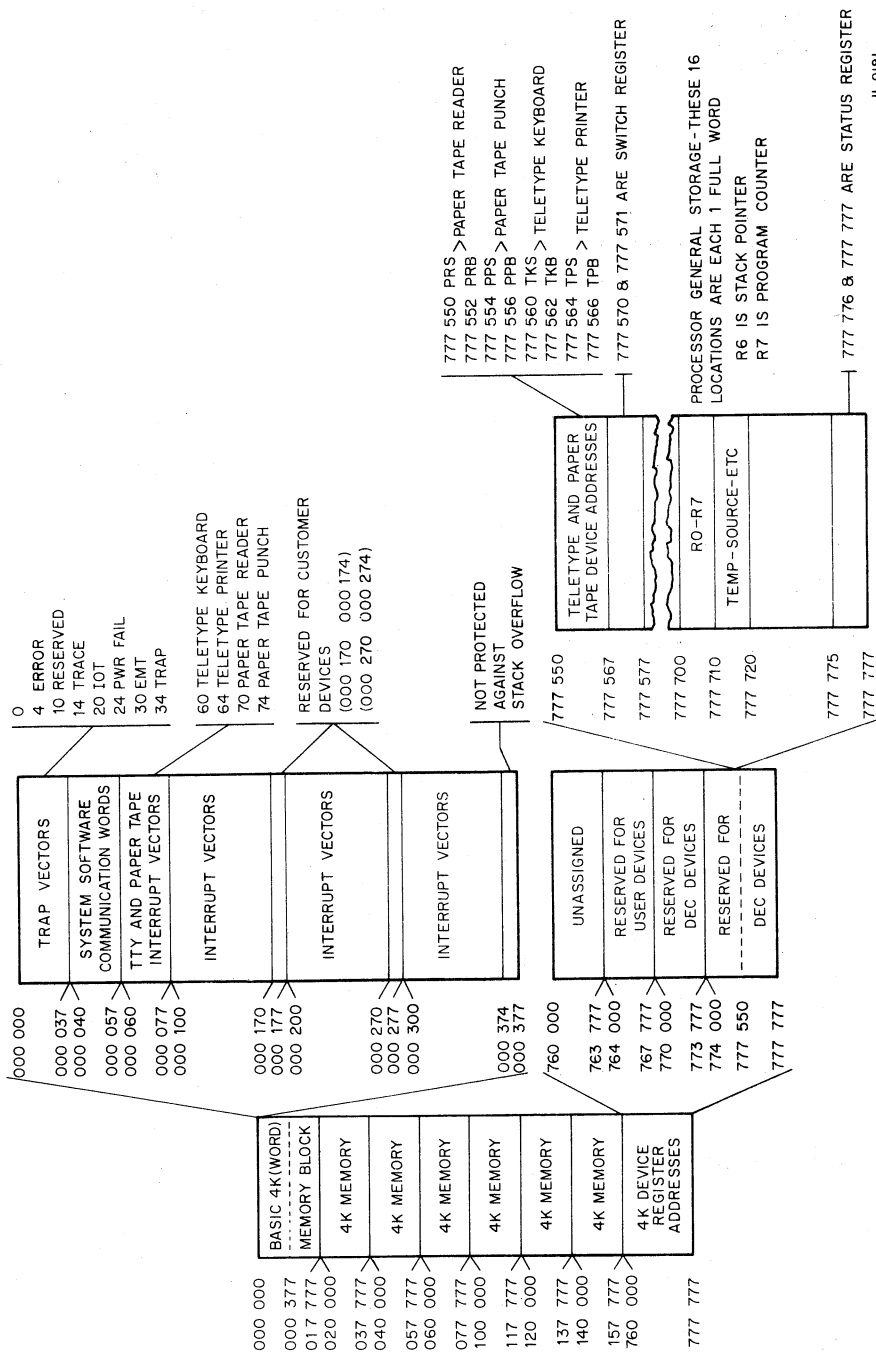 000 000
000 377
017 777
020 000
037 777
040 000
057 777
060 000
077 777
100 000
117 777
120 000
137 777
140 000
157 777
760 000
777 777
BASIC 4K(WORD)
MEMORY BLOCK
4K MEMORY
4K MEMORY
4K MEMORY
4K MEMORY
4K MEMORY
4K MEMORY
4K DEVICE
REGISTER
ADDRESSES
000 000
000 037
000 040
000 057
000 060
000 077
000 100
000 170
000 177
000 200
000 270
000 277
000 300
000 374
000 377
TRAP VECTORS
SYSTEM SOFTWARE
COMMUNICATION WORDS
TTY AND PAPER TAPE
INTERRUPT VECTORS
INTERRUPT VECTORS
INTERRUPT VECTORS
INTERRUPT VECTORS
0
4 ERROR
10 RESERVED
14 TRACE
20 IOT
24 PWR FAIL
30 EMT
34 TRAP
60 TELETYPE KEYBOARD
64 TELETYPE PRINTER
70 PAPER TAPE READER
74 PAPER TAPE PUNCH
RESERVED FOR CUSTOMER
DEVICES
(000 170 000 174)
(000 270 000 274)
NOT PROTECTED
AGAINST
STACK OVERFLOW
760 000
763 777
764 000
767 777
770 000
773 777
774 000
777 550
777 777
UNASSIGNED
RESERVED FOR
USER DEVICES
RESERVED FOR
DEC DEVICES
RESERVED FOR
DEC DEVICES
777 550
777 567
777 577
777 700
777 710
777 720
777 775
777 777
TELETYPE AND PAPER
TAPE DEVICE ADDRESSES
R0-R7
TEMP-SOURCE-ETC
777 550 PRS >PAPER TAPE READER
777 552 PRB
777 554 PPS >PAPER TAPE PUNCH
777 556 PPB
777 560 TKS >TELETYPE KEYBOARD
777 562 TKB
777 564 TPS >TELETYPE PRINTER
777 566 TPB
777 570 & 777 571 ARE SWITCH REGISTER
PROCESSOR GENERAL STORAGE-THESE 16
LOCATIONS ARE EACH 1 FULL WORD
R6 IS STACK POINTER
R7 IS PROGRAM COUNTER
777 776 & 777 777 ARE STATUS REGISTER